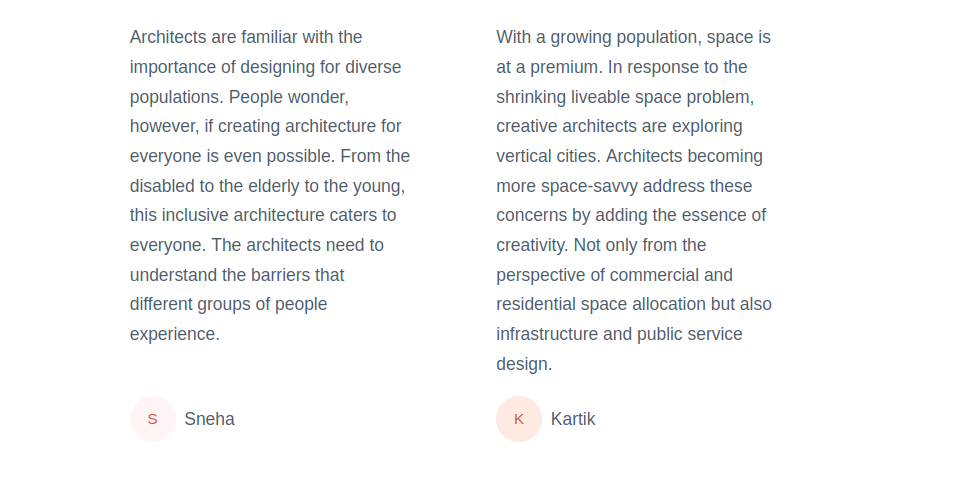 Architects are familiar with the
importance of designing for diverse
populations. People wonder,
however, if creating architecture for
everyone is even possible. From the
disabled to the elderly to the young,
this inclusive architecture caters to
everyone. The architects need to
understand the barriers that
different groups of people
experience.
S Sneha
With a growing population, space is
at a premium. In response to the
shrinking liveable space problem,
creative architects are exploring
vertical cities. Architects becoming
more space-savvy address these
concerns by adding the essence of
creativity. Not only from the
perspective of commercial and
residential space allocation but also
infrastructure and public service
design.
K Kartik